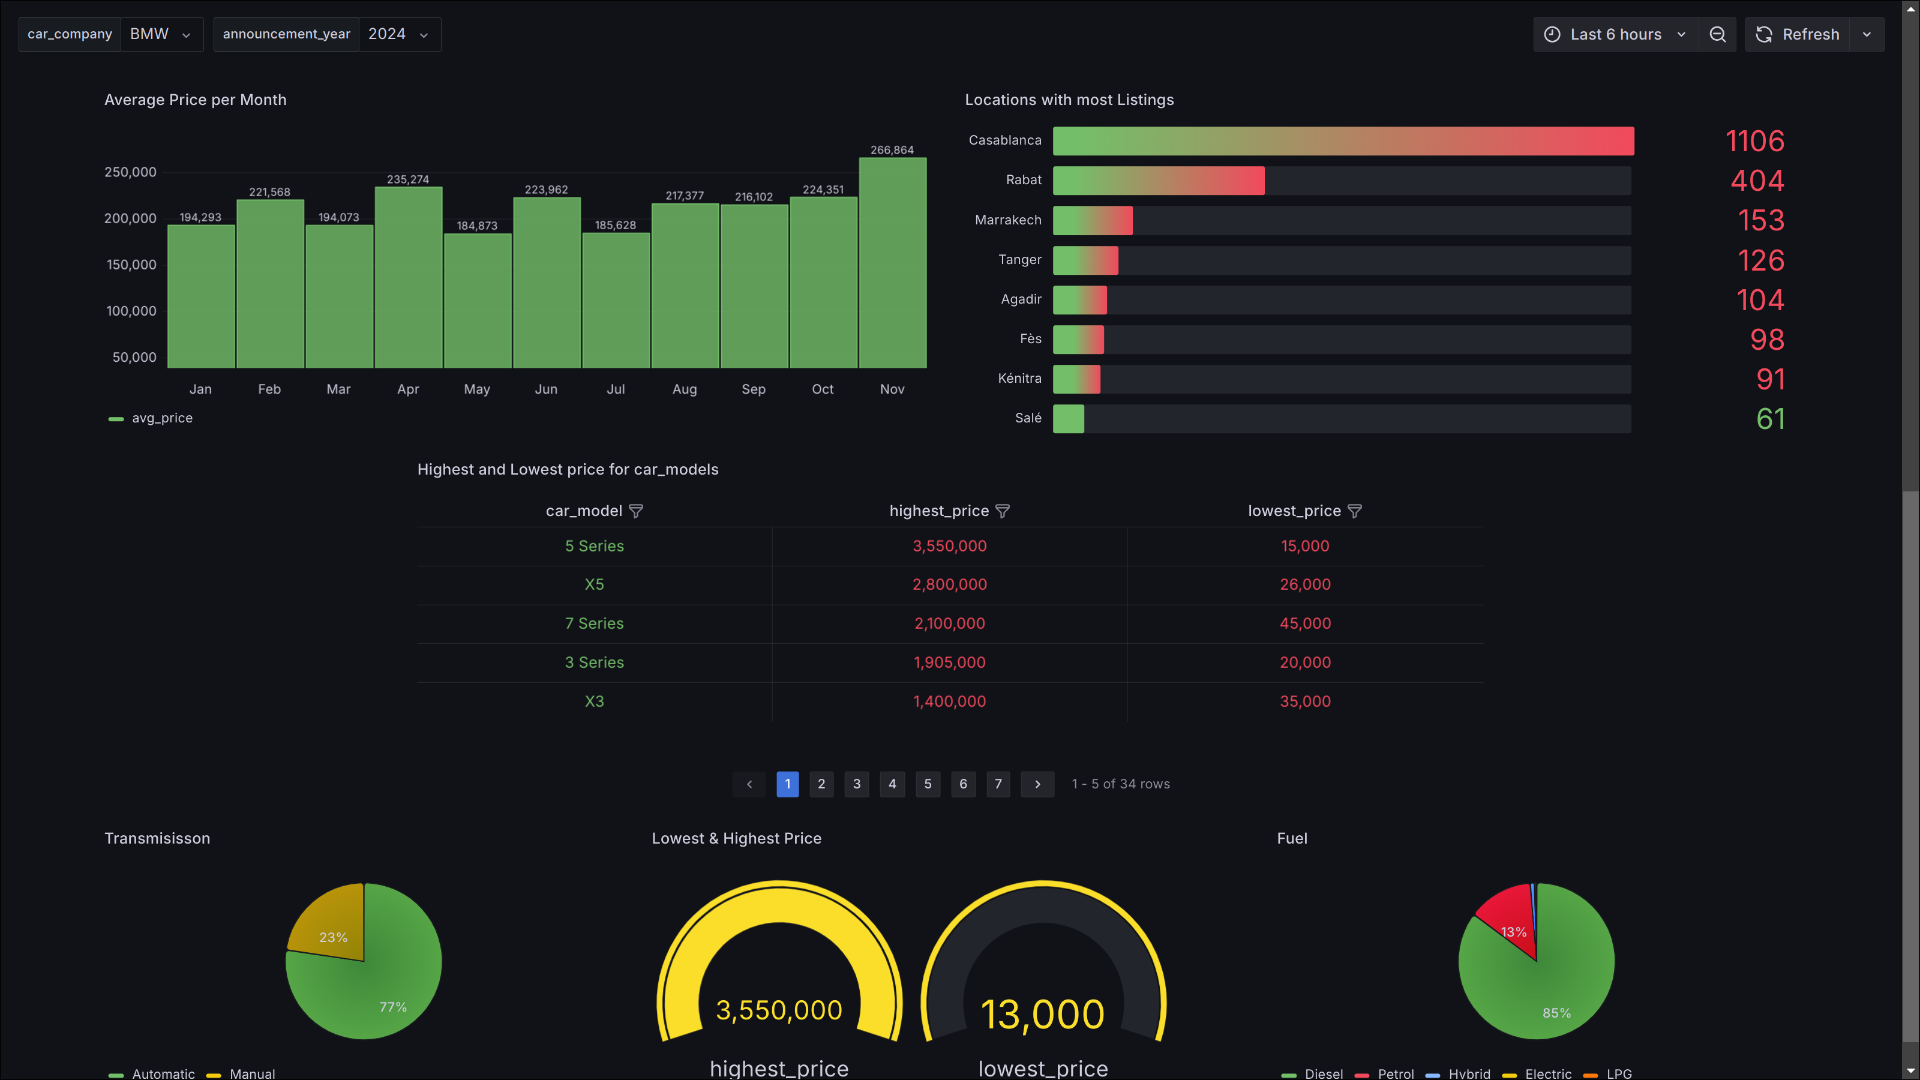 car_company BMW announcement_year 2024 Last 6 hours Refresh
Average Price per Month
250,000
200,000
150,000
100,000
50,000
194,293 221,568 194,073 235,274 184,873 223,962 185,628 217,377 216,102 224,351 266,864
Jan Feb Mar Apr May Jun Jul Aug Sep Oct Nov
avg_price
Locations with most Listings
Casablanca 1106
Rabat 404
Marrakech 153
Tanger 126
Agadir 104
Fès 98
Kénitra 91
Salé 61
Highest and Lowest price for car_models
car_model highest_price lowest_price
5 Series 3,550,000 15,000
X5 2,800,000 26,000
7 Series 2,100,000 45,000
3 Series 1,905,000 20,000
X3 1,400,000 35,000
1 2 3 4 5 6 7 1 - 5 of 34 rows
Transmisisson
23%
77%
Automatic Manual
Lowest & Highest Price
3,550,000 13,000
highest_price lowest_price
Fuel
13%
85%
Diesel Petrol Hybrid Electric LPG